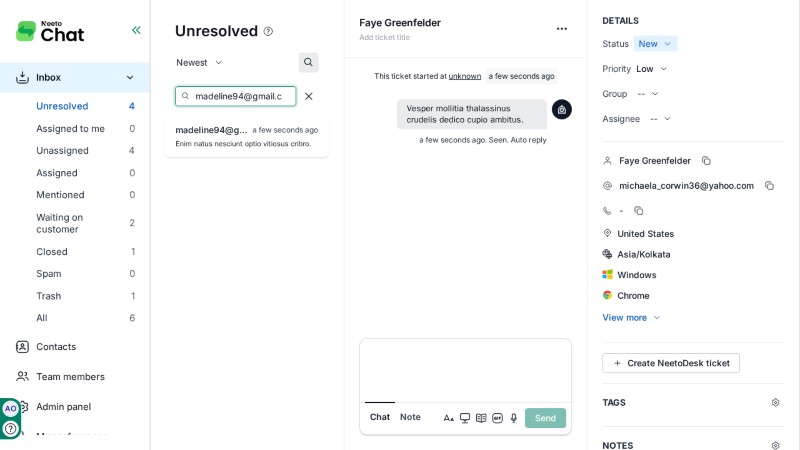 Neeto
Chat
Inbox
Unresolved 4
Assigned to me 0
Unassigned 4
Assigned 0
Mentioned 0
Waiting on
customer 2
Closed 1
Spam 0
Trash 1
All 6
Contacts
Team members
Admin panel
AO
Unresolved
Newest
madeline94@gmail.c
madeline94@g... a few seconds ago
Enim natus nesciunt optio vitiosus cribro.
Faye Greenfelder
Add ticket title
This ticket started at unknown a few seconds ago
Vesper mollitia thalassinus
crudelis dedico cupio ambitus.
a few seconds ago. Seen. Auto reply
Chat Note
GIF
Send
DETAILS
Status New
Priority Low
Group --
Assignee --
Faye Greenfelder
michaela_corwin36@yahoo.com
-
United States
Asia/Kolkata
Windows
Chrome
View more
+ Create NeetoDesk ticket
TAGS
NOTES